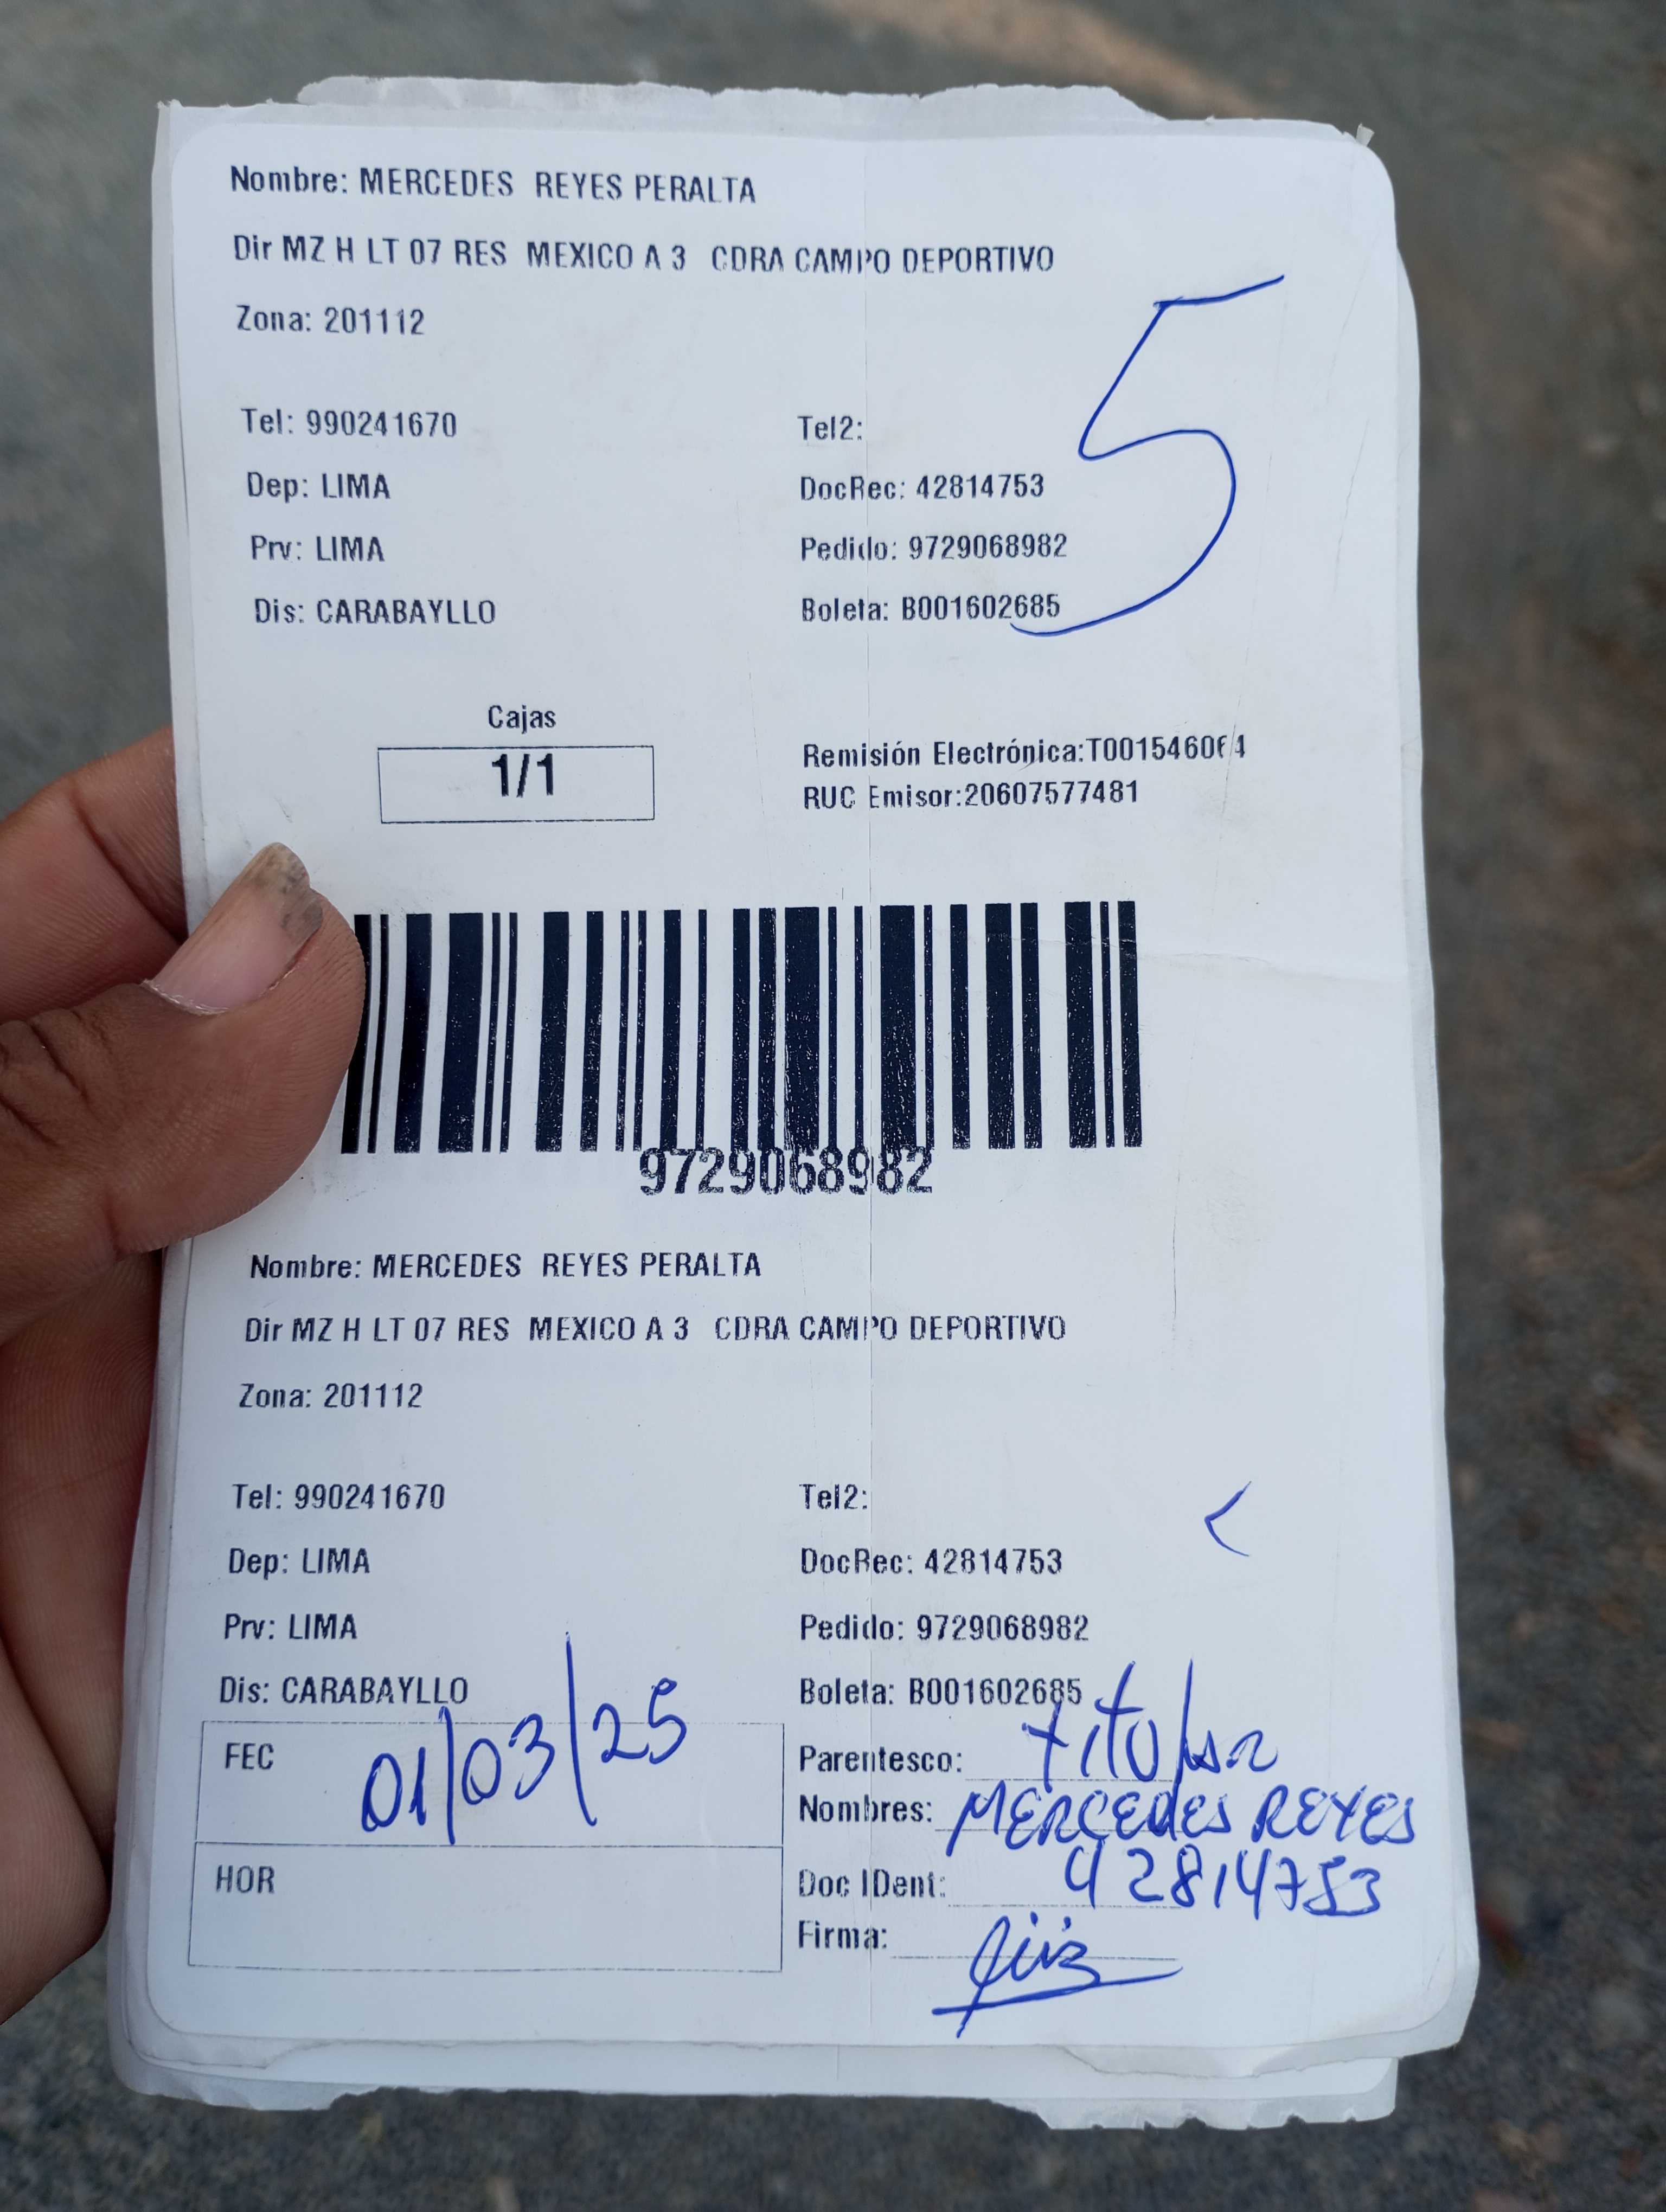 Nombre: MERCEDES REYES PERALTA
Dir MZ H LT 07 RES MEXICO A 3 CDRA CAMPO DEPORTIVO
Zona: 201112
5
Tel: 990241670 Tel2:
Dep: LIMA DocRec: 42814753
Prv: LIMA Pedido: 9729068982
Dis: CARABAYLLO Boleta: B001602685
Cajas
1/1
Remisión Electrónica:T001546064
RUC Emisor:20607577481
9729068982
Nombre: MERCEDES REYES PERALTA
Dir MZ H LT 07 RES MEXICO A 3 CDRA CAMPO DEPORTIVO
Zona: 201112
Tel: 990241670 Tel2:
Dep: LIMA DocRec: 42814753
Prv: LIMA Pedido: 9729068982
Dis: CARABAYLLO Boleta: B001602685
FEC 01/03/25
HOR
Parentesco: titular
Nombres: MERCEDES REYES
Doc IDent: 42814753
Firma: